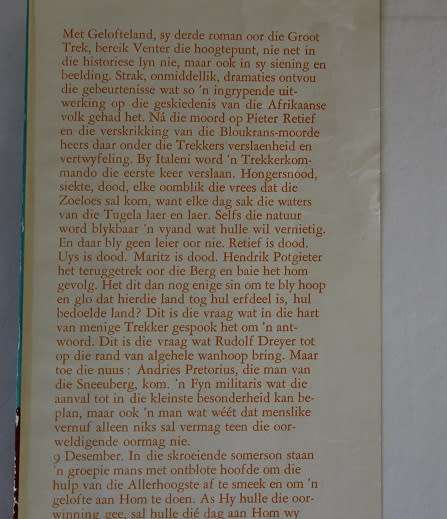 Met Gelofteland, sy derde roman oor die Groot
Trek, bereik Venter die hoogtepunt, nie net in
die historiese lyn nie, maar ook in sy siening en
beelding. Strak, onmiddellik, dramaties ontvou
die gebeurtenisse wat so 'n ingrypende uit-
werking op die geskiedenis van die Afrikaanse
volk gehad het. Ná die moord op Pieter Retief
en die verskrikking van die Bloukrans-moorde
heers daar onder die Trekkers verslaenheid en
vertwyfeling. By Italeni word 'n Trekkerkom-
mando die eerste keer verslaan. Hongersnood,
siekte, dood, elke oomblik die vrees dat die
Zoeloes sal kom, want elke dag sak die waters
van die Tugela laer en laer. Selfs die natuur
word blykbaar 'n vyand wat hulle wil vernietig.
En daar bly geen leier oor nie. Retief is dood.
Uys is dood. Maritz is dood. Hendrik Potgieter
het teruggetrek oor die Berg en baie het hom
gevolg. Het dit dan nog enige sin om te bly hoop
en glo dat hierdie land tog hul erfdeel is, hul
bedoelde land? Dit is die vraag wat in die hart
van menige Trekker gespook het om 'n ant-
woord. Dit is die vraag wat Rudolf Dreyer tot
op die rand van algehele wanhoop bring. Maar
toe die nuus: Andries Pretorius, die man van
die Sneeuberg, kom. 'n Fyn militaris wat die
aanval tot in die kleinste besonderheid kan be-
plan, maar ook 'n man wat wéét dat menslike
vernuf alleen niks sal vermag teen die oor-
weldigende oormag nie.
9 Desember. In die skroeiende somerson staan
'n groepie mans met ontblote hoofde om die
hulp van die Allerhoogste af te smeek en om 'n
gelofte aan Hom te doen. As Hy hulle die oor-
winning gee, sal hulle dié dag aan Hom wy